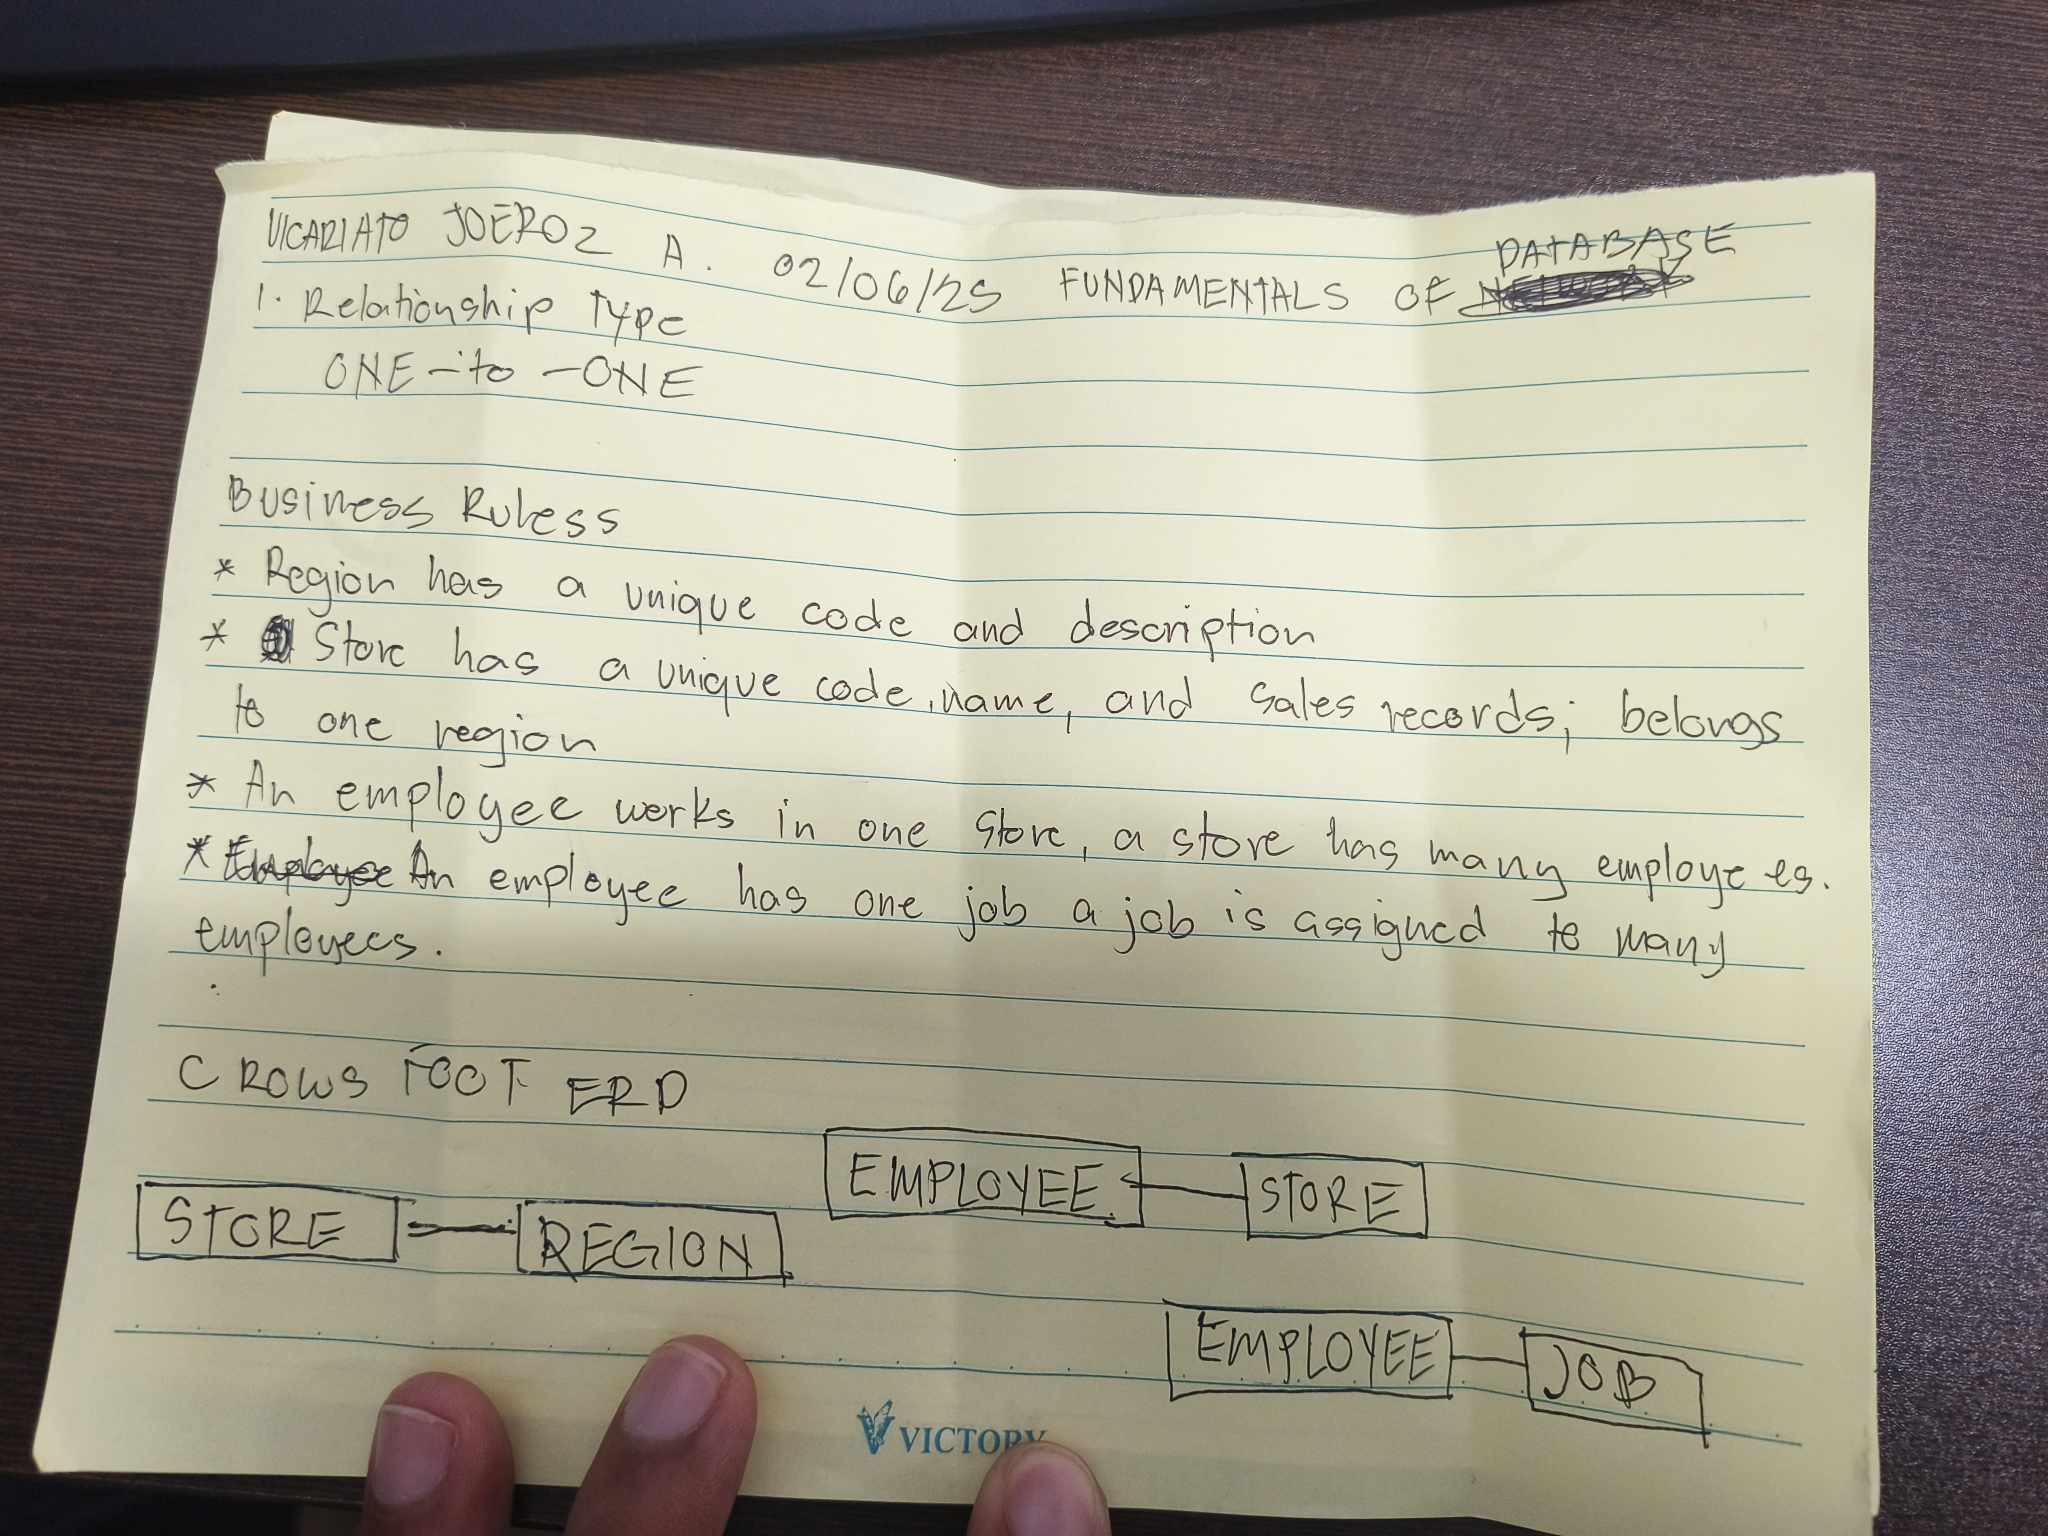 VICARIATO JOEROZ A. 02/06/25 FUNDAMENTALS OF DATABASE
1. Relationship Type
ONE-to-ONE
Business Ruless
* Region has a unique code and description
* Store has a unique code, name, and sales records; belongs
to one region
* An employee works in one store, a store has many employees.
* Employee An employee has one job a job is assigned to many
employees.
CROWS FOOT ERD
EMPLOYEE STORE
STORE REGION
EMPLOYEE JOB
VICTORY